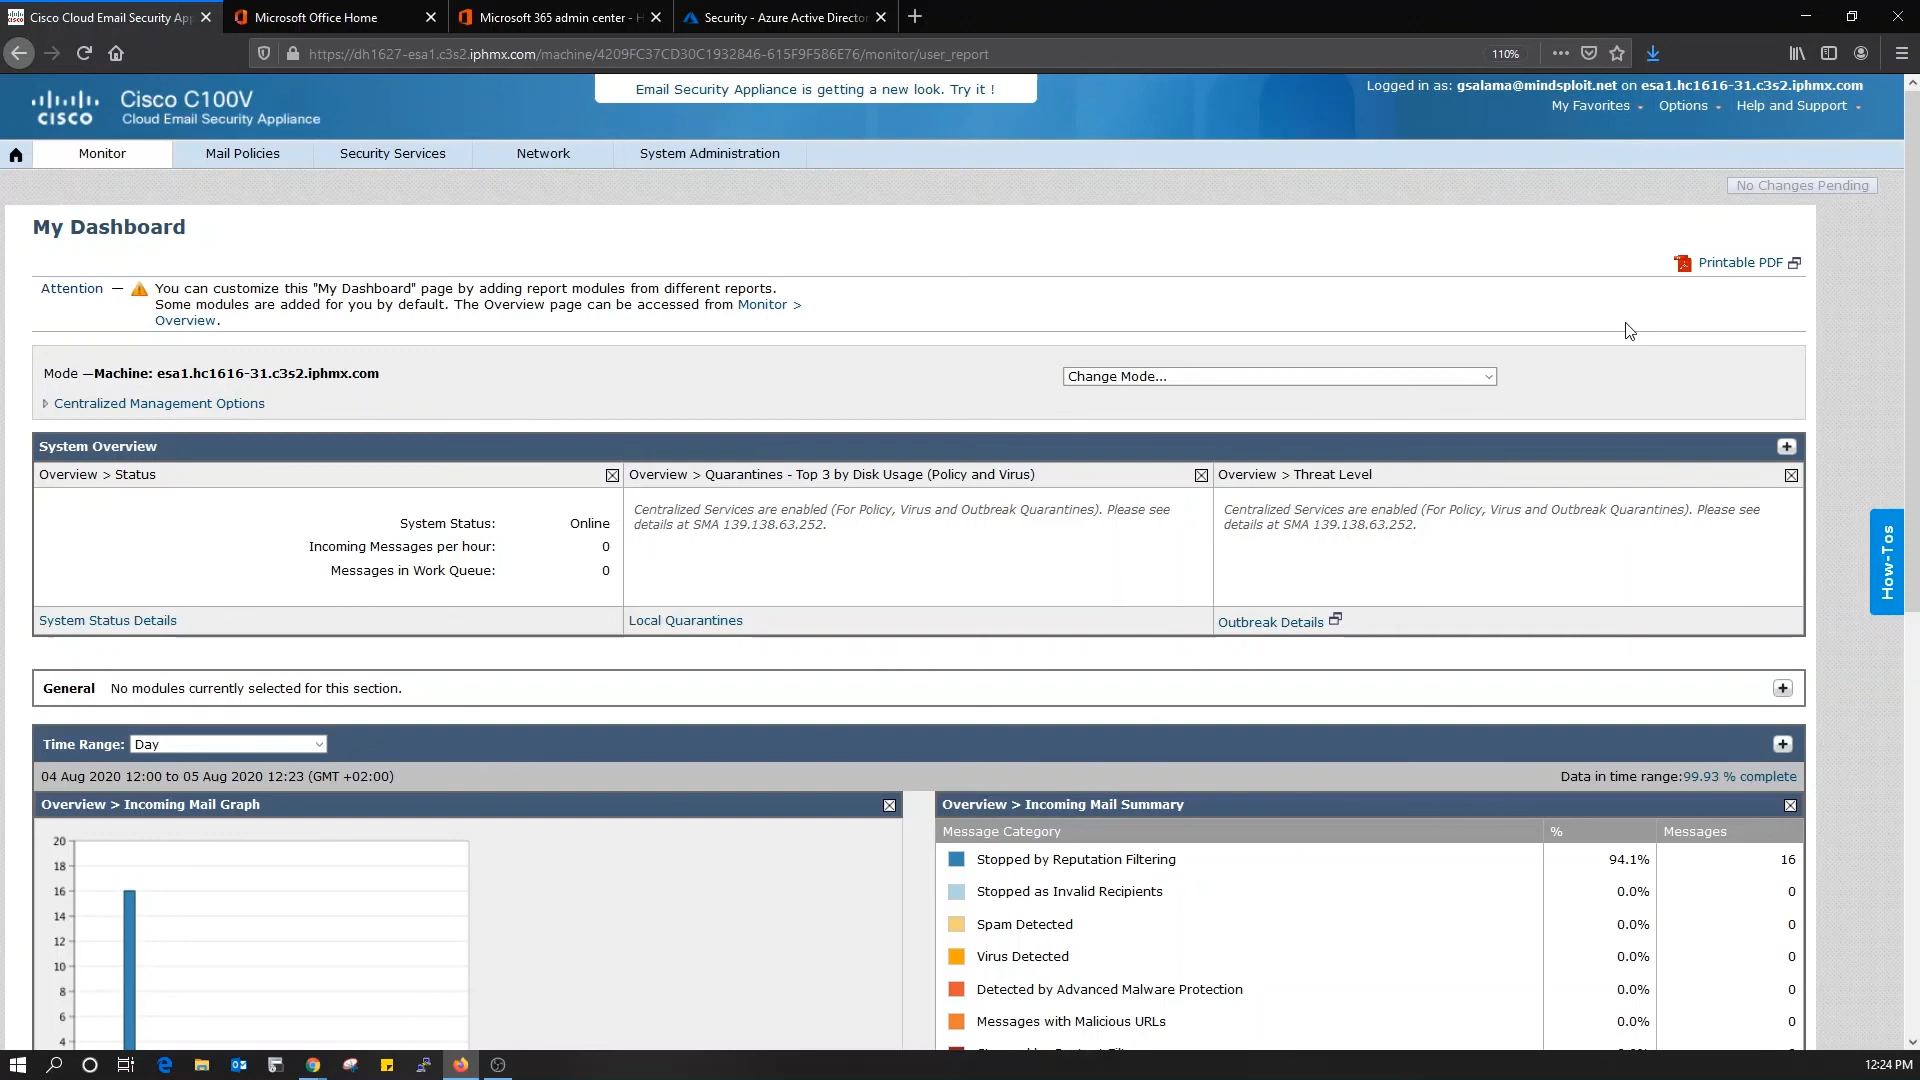 Cisco Cloud Email Security App
Microsoft Office Home
Microsoft 365 admin center - H
Security - Azure Active Director
https://dh1627-esa1.c3s2.iphmx.com/machine/4209FC37CD30C1932846-615F9F586E76/monitor/user_report
110%
Email Security Appliance is getting a new look. Try it !
Logged in as: gsalama@mindsploit.net on esa1.hc1616-31.c3s2.iphmx.com
CISCO
Cisco C100V
Cloud Email Security Appliance
My Favorites
Options
Help and Support
Monitor
Mail Policies
Security Services
Network
System Administration
No Changes Pending
My Dashboard
Printable PDF
Attention — You can customize this "My Dashboard" page by adding report modules from different reports.
Some modules are added for you by default. The Overview page can be accessed from Monitor >
Overview.
Mode —Machine: esa1.hc1616-31.c3s2.iphmx.com
Change Mode...
Centralized Management Options
System Overview
Overview > Status
Overview > Quarantines - Top 3 by Disk Usage (Policy and Virus)
Overview > Threat Level
System Status: Online
Incoming Messages per hour: 0
Messages in Work Queue: 0
Centralized Services are enabled (For Policy, Virus and Outbreak Quarantines). Please see
details at SMA 139.138.63.252.
Centralized Services are enabled (For Policy, Virus and Outbreak Quarantines). Please see
details at SMA 139.138.63.252.
System Status Details
Local Quarantines
Outbreak Details
How-Tos
General No modules currently selected for this section.
Time Range: Day
04 Aug 2020 12:00 to 05 Aug 2020 12:23 (GMT +02:00)
Data in time range:99.93 % complete
Overview > Incoming Mail Graph
20
18
16
14
12
10
8
6
4
Overview > Incoming Mail Summary
Message Category % Messages
Stopped by Reputation Filtering 94.1% 16
Stopped as Invalid Recipients 0.0% 0
Spam Detected 0.0% 0
Virus Detected 0.0% 0
Detected by Advanced Malware Protection 0.0% 0
Messages with Malicious URLs 0.0% 0
12:24 PM